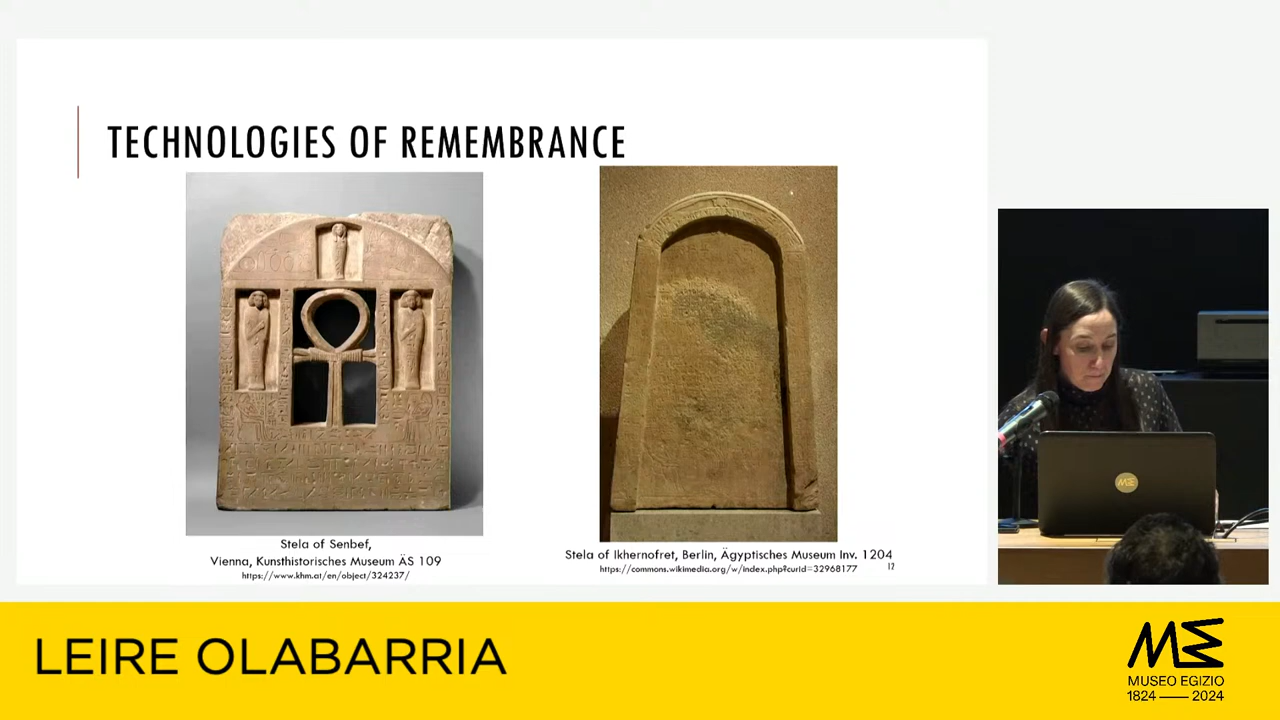 TECHNOLOGIES OF REMEMBRANCE
Stela of Senbef,
Vienna, Kunsthistorisches Museum ÄS 109
https://www.khm.at/en/object/324237/
Stela of Ikhernofret, Berlin, Ägyptisches Museum Inv. 1204
https://commons.wikimedia.org/w/index.php?curid=32968177
12
LEIRE OLABARRIA
ME
MUSEO EGIZIO
1824 — 2024